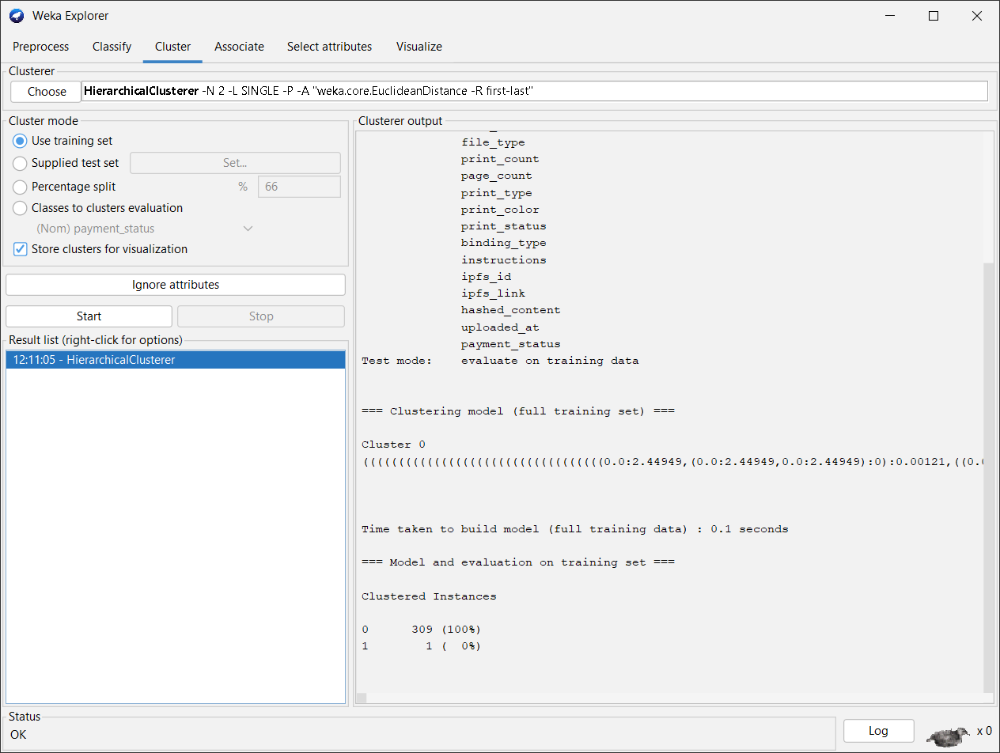 Weka Explorer
Preprocess Classify Cluster Associate Select attributes Visualize
Clusterer
Choose HierarchicalClusterer -N 2 -L SINGLE -P -A "weka.core.EuclideanDistance -R first-last"
Cluster mode
Use training set
Supplied test set Set...
Percentage split % 66
Classes to clusters evaluation
(Nom) payment_status
Store clusters for visualization
Ignore attributes
Start Stop
Result list (right-click for options)
12:11:05 - HierarchicalClusterer
Clusterer output
file_type
print_count
page_count
print_type
print_color
print_status
binding_type
instructions
ipfs_id
ipfs_link
hashed_content
uploaded_at
payment_status
Test mode: evaluate on training data
=== Clustering model (full training set) ===
Cluster 0
((((((((((((((((((((((((((((((((((0.0:2.44949,(0.0:2.44949,0.0:2.44949):0):0.00121,((0.
Time taken to build model (full training data) : 0.1 seconds
=== Model and evaluation on training set ===
Clustered Instances
0 309 (100%)
1 1 ( 0%)
Status
OK
Log x 0